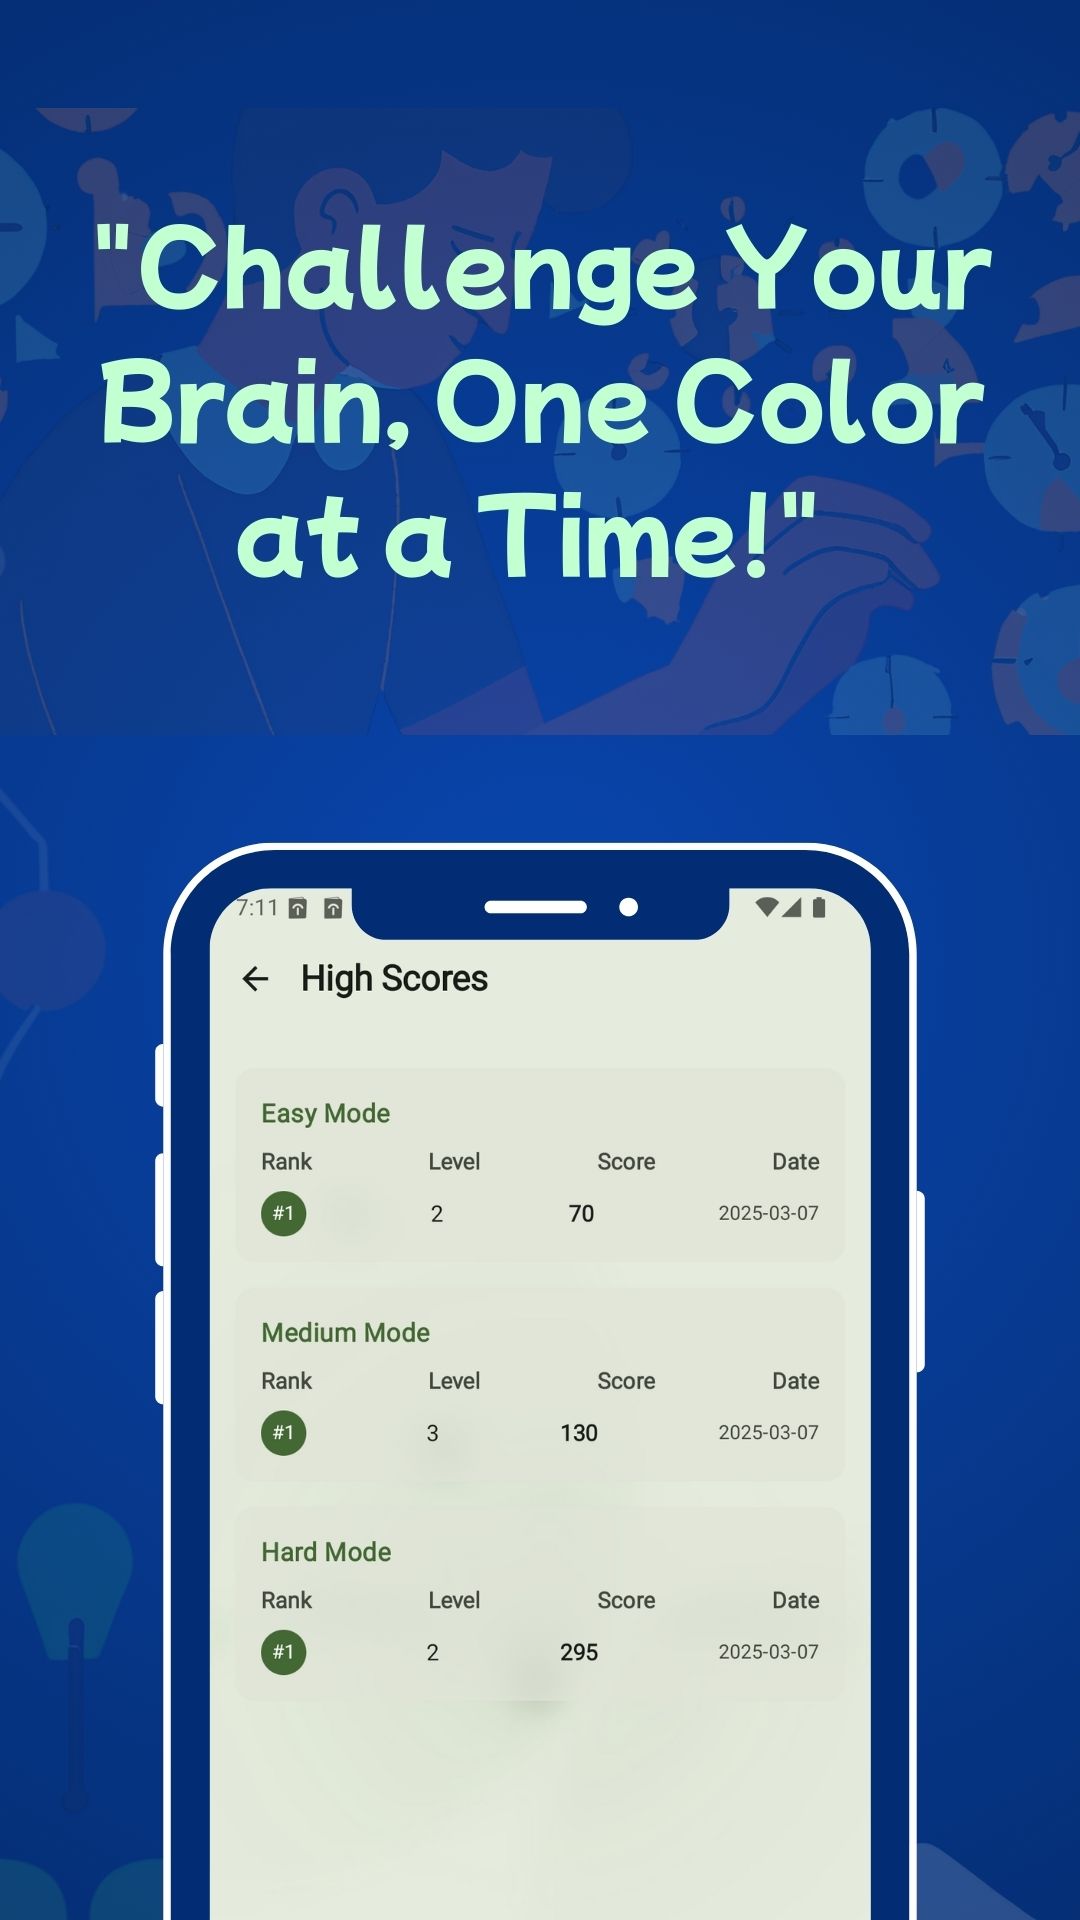 "Challenge Your
Brain, One Color
at a Time!"
7:11
High Scores
Easy Mode
Rank Level Score Date
#1 2 70 2025-03-07
Medium Mode
Rank Level Score Date
#1 3 130 2025-03-07
Hard Mode
Rank Level Score Date
#1 2 295 2025-03-07